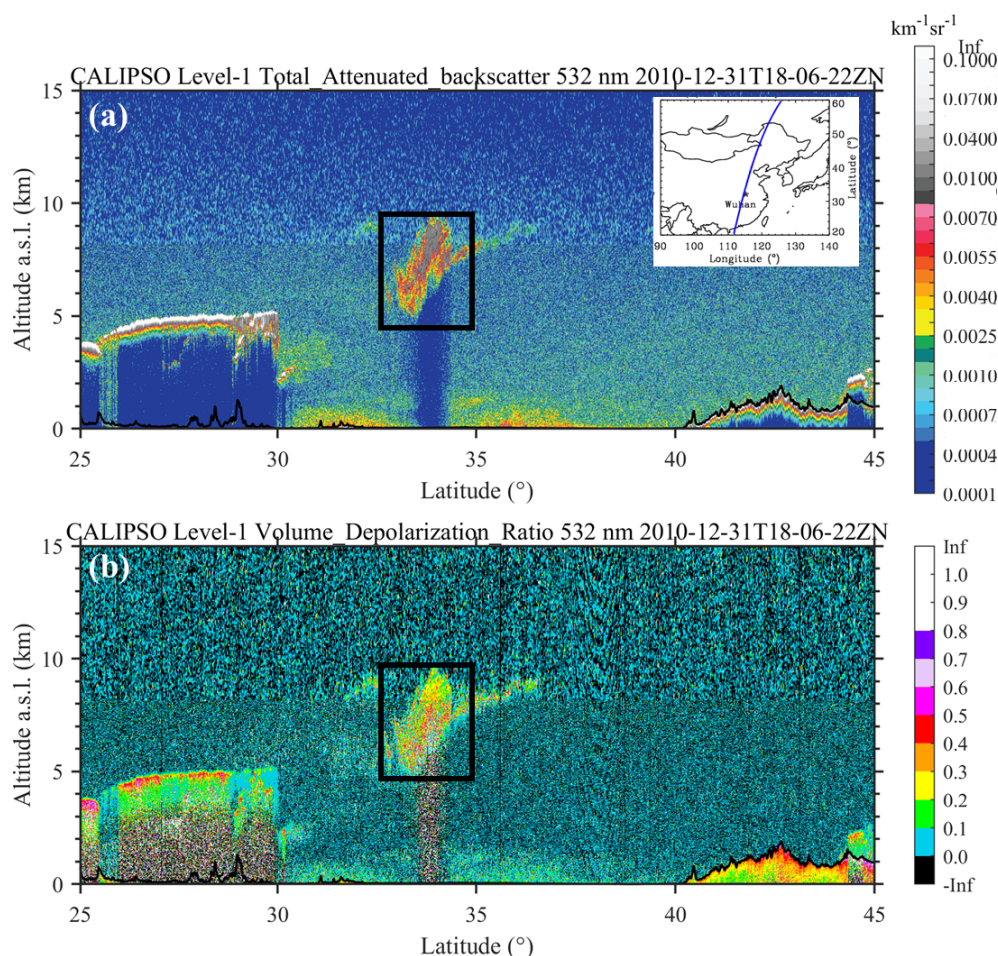 km⁻¹sr⁻¹
CALIPSO Level-1 Total_Attenuated_backscatter 532 nm 2010-12-31T18-06-22ZN
(a)
Altitude a.s.l. (km)
15
10
5
0
25 30 35 40 45
Latitude (°)
Wuhan
60
50
40
30
20
Latitude (°)
90 100 110 120 130 140
Longitude (°)
Inf
0.1000
0.0700
0.0400
0.0100
0.0070
0.0055
0.0040
0.0025
0.0010
0.0007
0.0004
0.0001
CALIPSO Level-1 Volume_Depolarization_Ratio 532 nm 2010-12-31T18-06-22ZN
(b)
Altitude a.s.l. (km)
15
10
5
0
25 30 35 40 45
Latitude (°)
Inf
1.0
0.9
0.8
0.7
0.6
0.5
0.4
0.3
0.2
0.1
0.0
-Inf